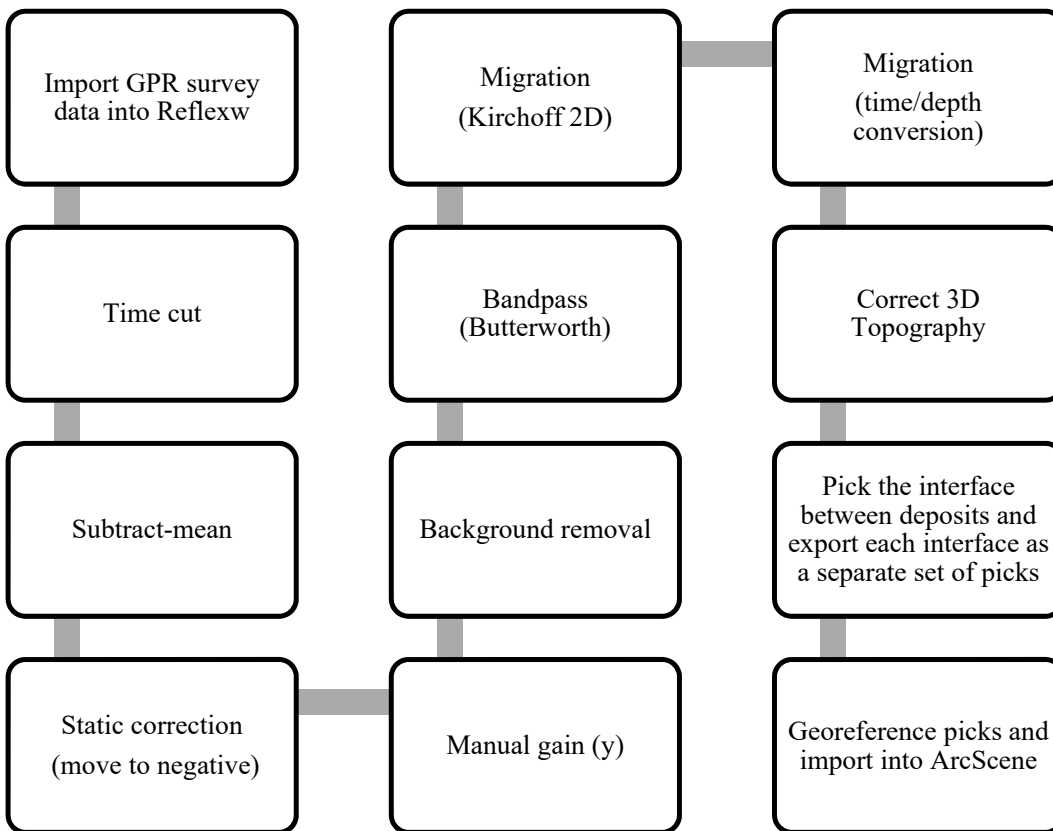 Import GPR survey
data into Reflexw
Time cut
Subtract-mean
Static correction
(move to negative)
Manual gain (y)
Background removal
Bandpass
(Butterworth)
Migration
(Kirchoff 2D)
Migration
(time/depth
conversion)
Correct 3D
Topography
Pick the interface
between deposits and
export each interface as
a separate set of picks
Georeference picks and
import into ArcScene